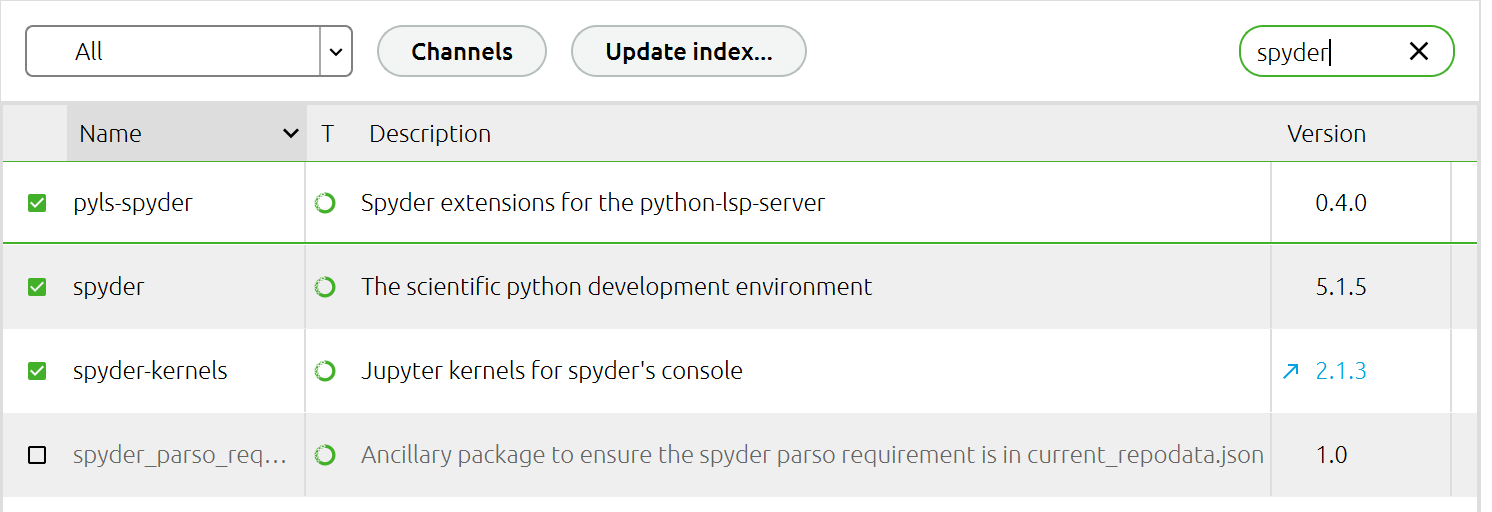 All Channels Update index... spyder
Name T Description Version
pyls-spyder Spyder extensions for the python-lsp-server 0.4.0
spyder The scientific python development environment 5.1.5
spyder-kernels Jupyter kernels for spyder's console 2.1.3
spyder_parso_req... Ancillary package to ensure the spyder parso requirement is in current_repodata.json 1.0